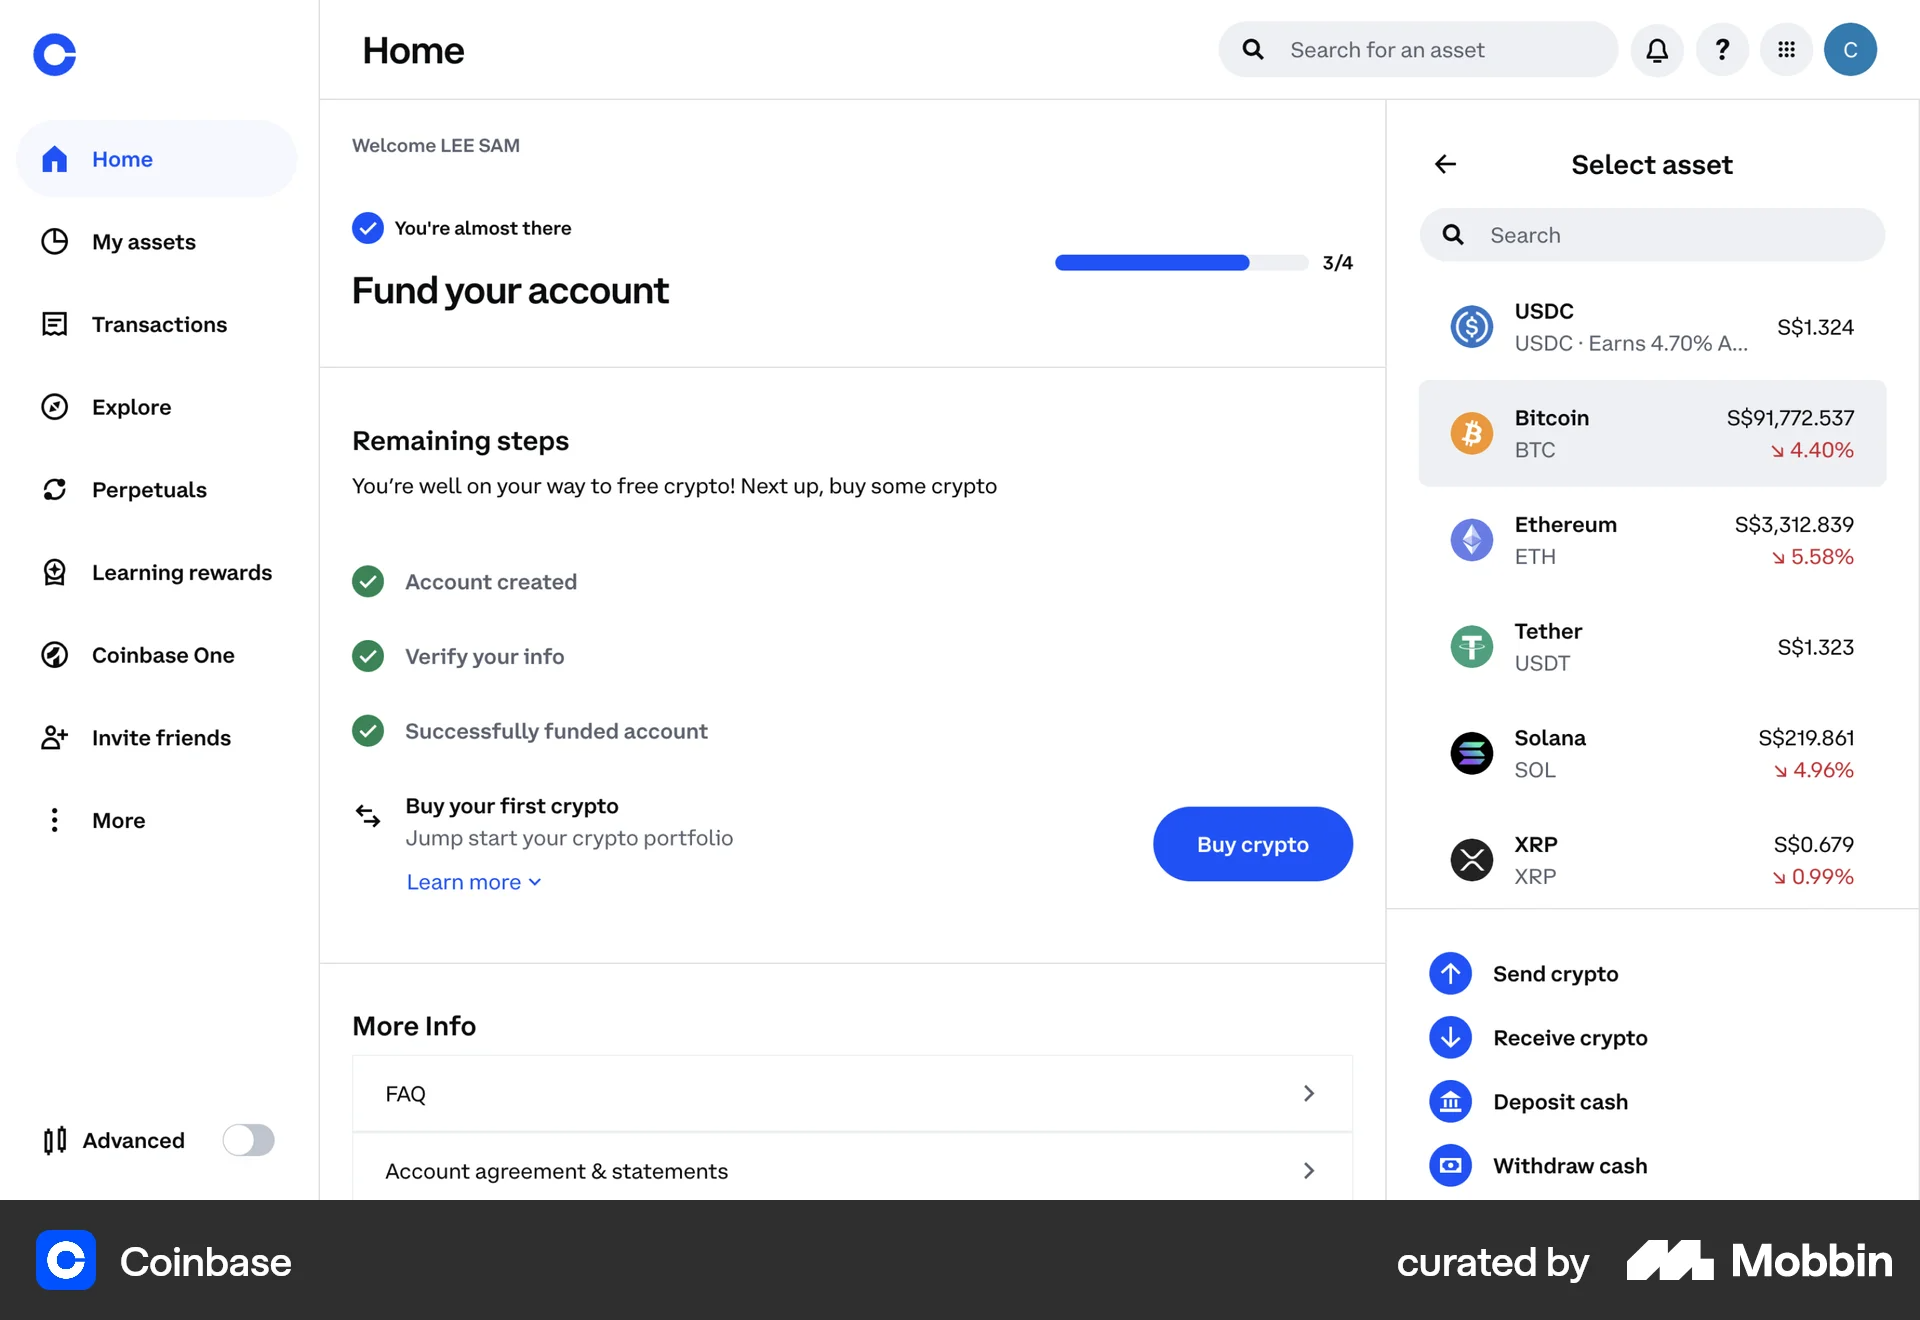 Home
Search for an asset
?
C
Home
My assets
Transactions
Explore
Perpetuals
Learning rewards
Coinbase One
Invite friends
More
Advanced
Welcome LEE SAM
You're almost there
Fund your account
3/4
Remaining steps
You’re well on your way to free crypto! Next up, buy some crypto
Account created
Verify your info
Successfully funded account
Buy your first crypto
Jump start your crypto portfolio
Learn more
Buy crypto
More Info
FAQ
Account agreement & statements
Select asset
Search
USDC
USDC · Earns 4.70% A...
S$1.324
Bitcoin
BTC
S$91,772.537
↘ 4.40%
Ethereum
ETH
S$3,312.839
↘ 5.58%
Tether
USDT
S$1.323
Solana
SOL
S$219.861
↘ 4.96%
XRP
XRP
S$0.679
↘ 0.99%
Send crypto
Receive crypto
Deposit cash
Withdraw cash
Coinbase
curated by Mobbin